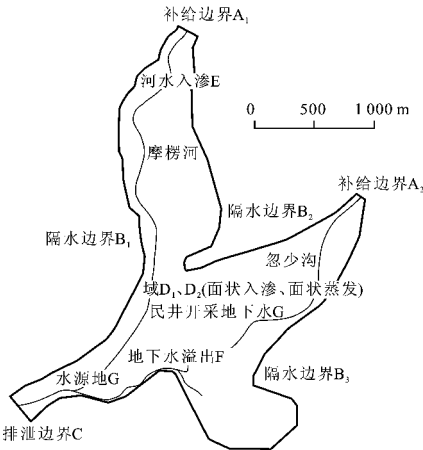 补给边界A1
河水入渗E
0 500 1 000 m
摩楞河
补给边界A2
隔水边界B2
隔水边界B1
忽少沟
域D1、D2(面状入渗、面状蒸发)
民井开采地下水G
地下水溢出F
水源地G
隔水边界B3
排泄边界C